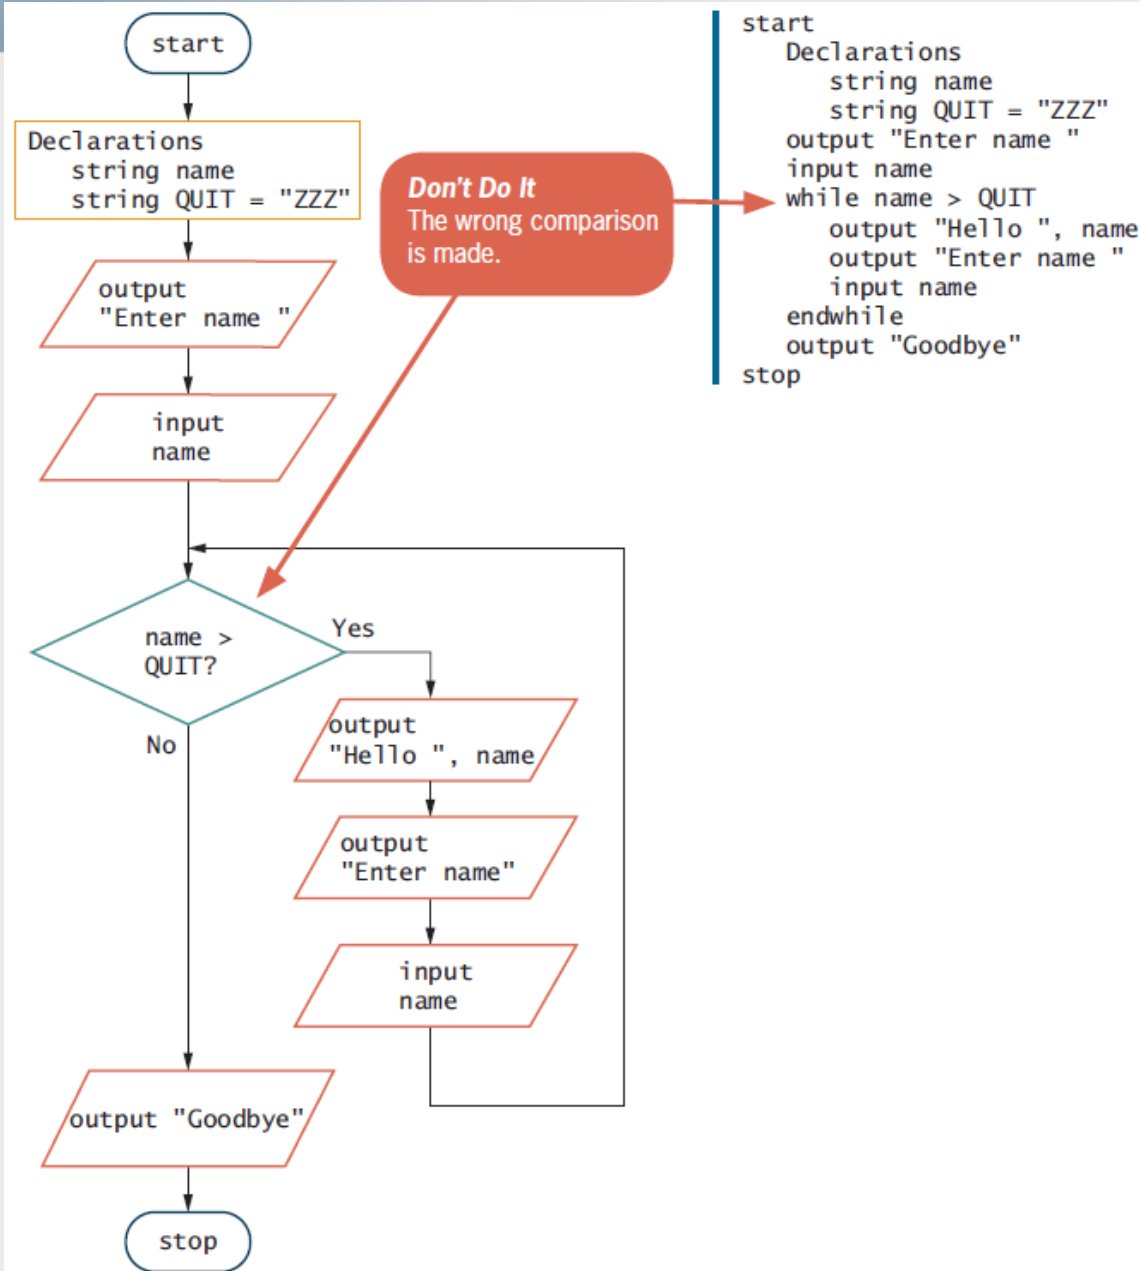 start
Declarations
string name
string QUIT = "ZZZ"
output
"Enter name "
input
name
Don't Do It
The wrong comparison
is made.
name >
QUIT?
Yes
No
output
"Hello ", name
output
"Enter name"
input
name
output "Goodbye"
stop
start
Declarations
string name
string QUIT = "ZZZ"
output "Enter name "
input name
while name > QUIT
output "Hello ", name
output "Enter name "
input name
endwhile
output "Goodbye"
stop